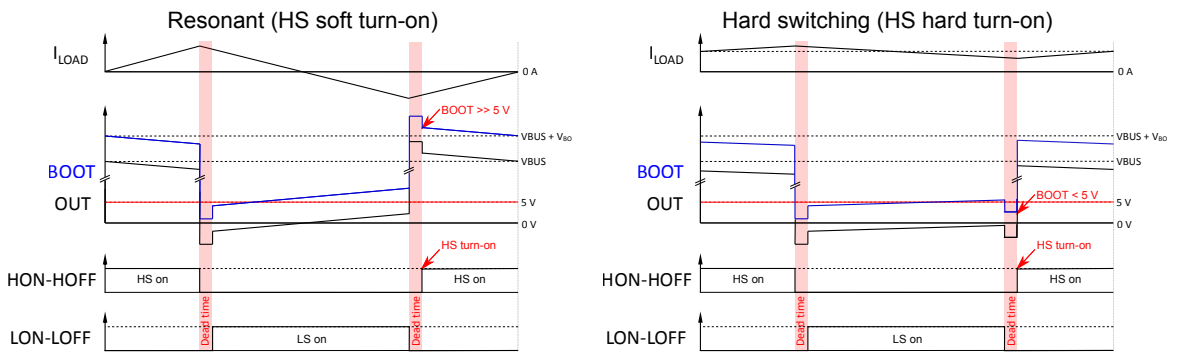 Resonant (HS soft turn-on)
ILOAD
0 A
BOOT >> 5 V
VBUS + VBO
VBUS
BOOT
OUT
5 V
0 V
HS turn-on
HON-HOFF
HS on
HS on
Dead time
Dead time
LON-LOFF
LS on
Hard switching (HS hard turn-on)
ILOAD
0 A
VBUS + VBO
VBUS
BOOT
BOOT < 5 V
OUT
5 V
0 V
HS turn-on
HON-HOFF
HS on
HS on
Dead time
Dead time
LON-LOFF
LS on